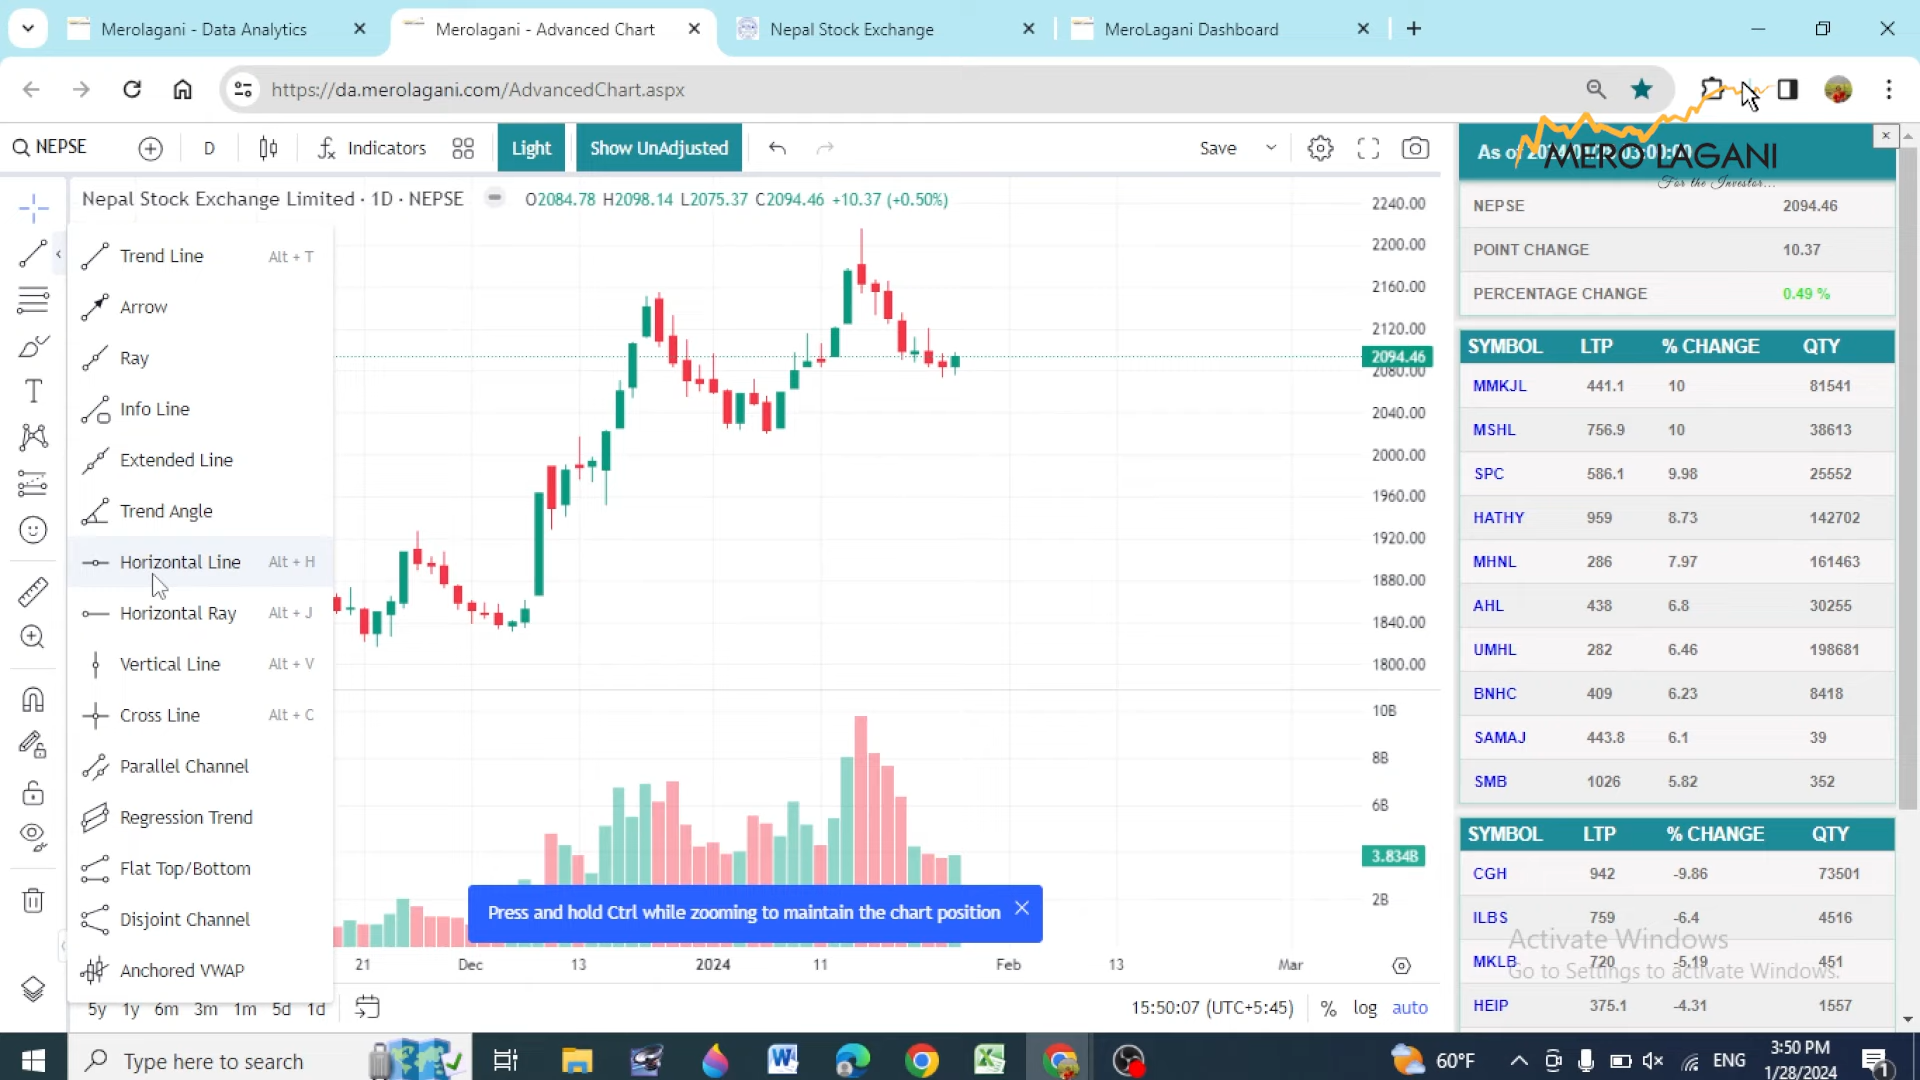 Merolagani - Data Analytics
Merolagani - Advanced Chart
Nepal Stock Exchange
MeroLagani Dashboard
https://da.merolagani.com/AdvancedChart.aspx
NEPSE
D
Indicators
Light
Show UnAdjusted
Save
MERO LAGANI
For the Investor...
Nepal Stock Exchange Limited · 1D · NEPSE
O2084.78 H2098.14 L2075.37 C2094.46 +10.37 (+0.50%)
Trend Line Alt + T
Arrow
Ray
Info Line
Extended Line
Trend Angle
Horizontal Line Alt + H
Horizontal Ray Alt + J
Vertical Line Alt + V
Cross Line Alt + C
Parallel Channel
Regression Trend
Flat Top/Bottom
Disjoint Channel
Anchored VWAP
2240.00
2200.00
2160.00
2120.00
2094.46
2080.00
2040.00
2000.00
1960.00
1920.00
1880.00
1840.00
1800.00
10B
8B
6B
3.834B
2B
Press and hold Ctrl while zooming to maintain the chart position
21 Dec 13 2024 11 Feb 13 Mar
5y 1y 6m 3m 1m 5d 1d
15:50:07 (UTC+5:45) % log auto
NEPSE 2094.46
POINT CHANGE 10.37
PERCENTAGE CHANGE 0.49 %
SYMBOL LTP % CHANGE QTY
MMKJL 441.1 10 81541
MSHL 756.9 10 38613
SPC 586.1 9.98 25552
HATHY 959 8.73 142702
MHNL 286 7.97 161463
AHL 438 6.8 30255
UMHL 282 6.46 198681
BNHC 409 6.23 8418
SAMAJ 443.8 6.1 39
SMB 1026 5.82 352
SYMBOL LTP % CHANGE QTY
CGH 942 -9.86 73501
ILBS 759 -6.4 4516
MKLB 720 -5.19 451
HEIP 375.1 -4.31 1557
Activate Windows
Go to Settings to activate Windows.
Type here to search
60°F
ENG
3:50 PM
1/28/2024
1